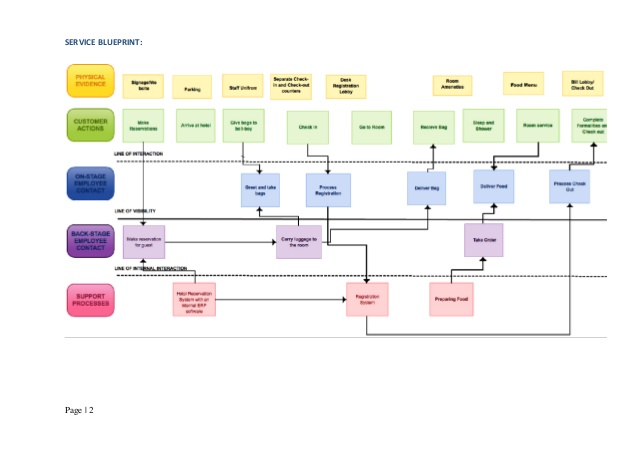 SERVICE BLUEPRINT:
PHYSICAL
EVIDENCE
Signage/We
bsite
Parking
Staff Uniform
Separate Check-
in and Check-out
counters
Desk
Registration
Lobby
Room
Amenities
Food Menu
Bill Lobby/
Check Out
CUSTOMER
ACTIONS
Make
Reservations
Arrive at hotel
Give bags to
bell-boy
Check in
Go to Room
Receive Bag
Sleep and
Shower
Room service
Complete
Formalities on
Check out
LINE OF INTERACTION
ON-STAGE
EMPLOYEE
CONTACT
Greet and take
bags
Process
Registration
Deliver Bag
Deliver Food
Process Check
Out
LINE OF VISIBILITY
BACK-STAGE
EMPLOYEE
CONTACT
Make reservation
for guest
Carry luggage to
the room
Take Order
LINE OF INTERNAL INTERACTION
SUPPORT
PROCESSES
Hotel Reservation
System with an
internal ERP
software
Registration
System
Preparing Food
Page | 2